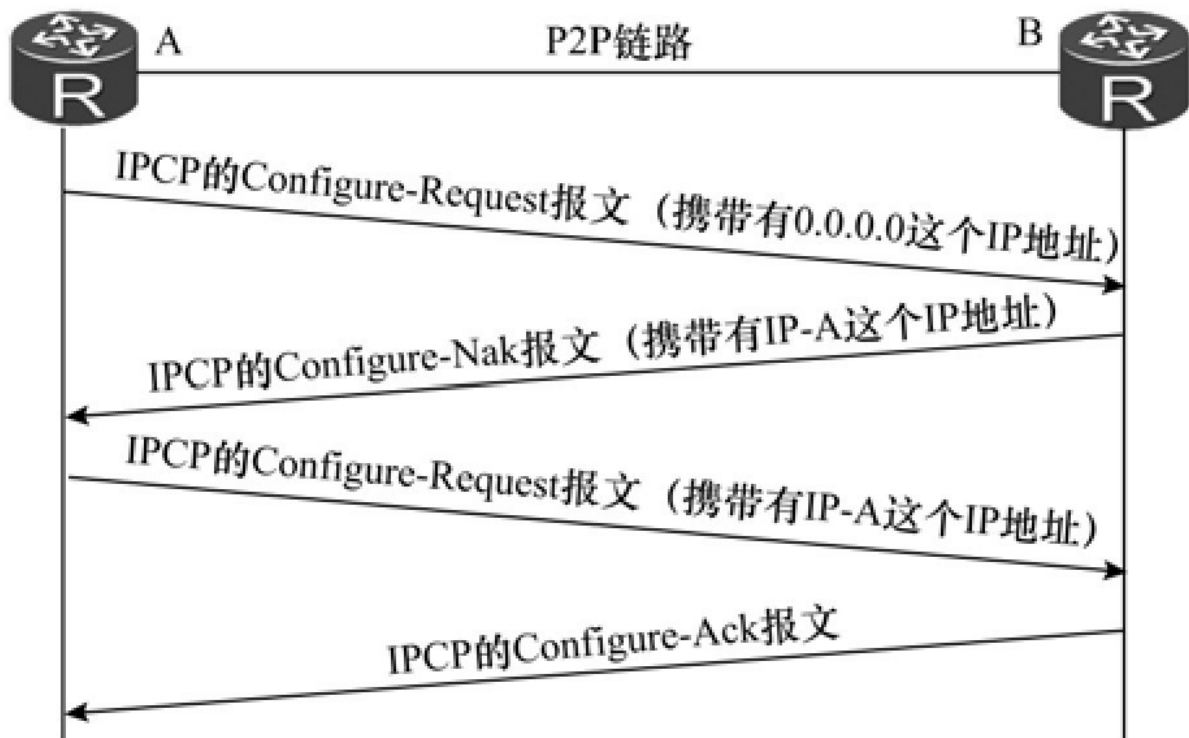 A
P2P链路
B
R
R
IPCP的Configure-Request报文（携带有0.0.0.0这个IP地址）
IPCP的Configure-Nak报文（携带有IP-A这个IP地址）
IPCP的Configure-Request报文（携带有IP-A这个IP地址）
IPCP的Configure-Ack报文